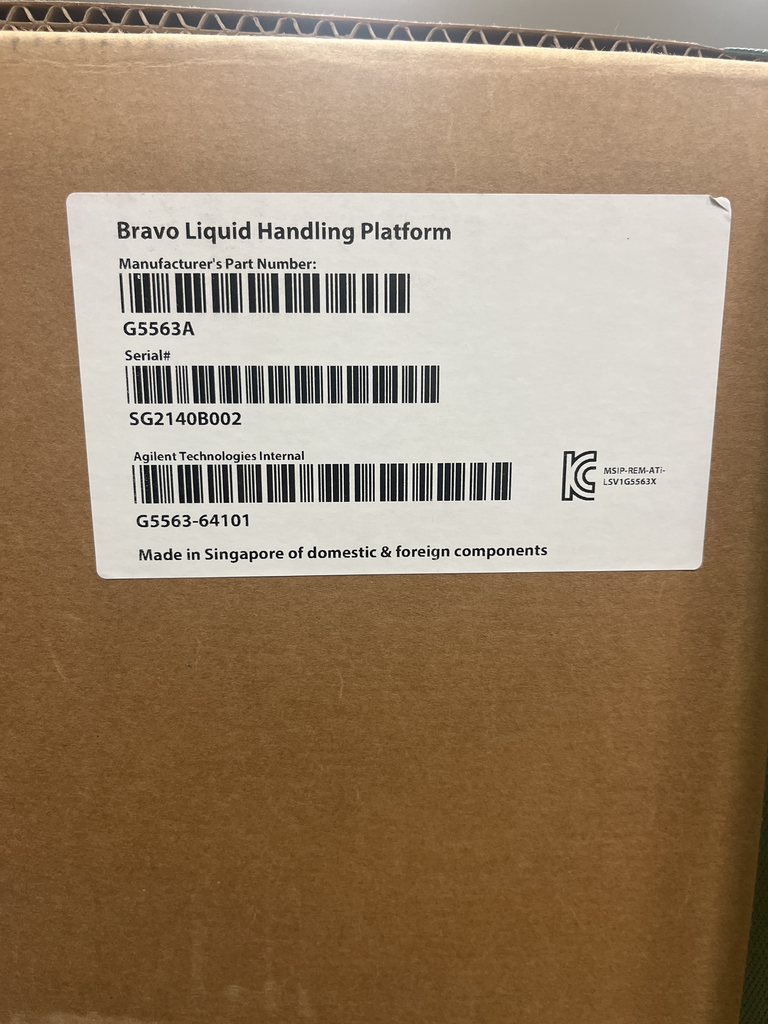 Bravo Liquid Handling Platform
Manufacturer's Part Number:
G5563A
Serial#
SG2140B002
Agilent Technologies Internal
G5563-64101
MSIP-REM-ATi-
LSV1G5563X
Made in Singapore of domestic & foreign components